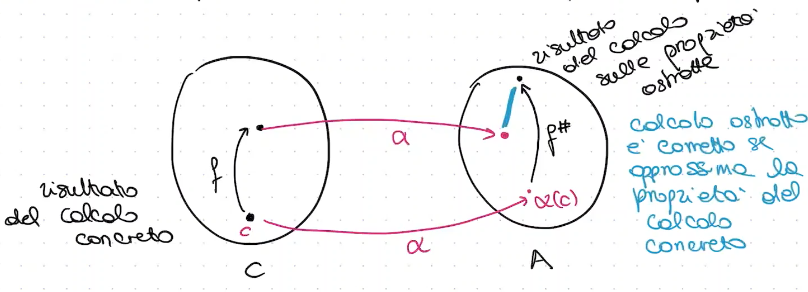 risultato
del calcolo
sulle proprietà
astratte
α
f
f#
calcolo astratto
è corretto se
approssima la
proprietà del
calcolo
concreto
risultato
del calcolo
concreto
c
α(c)
α
C
A